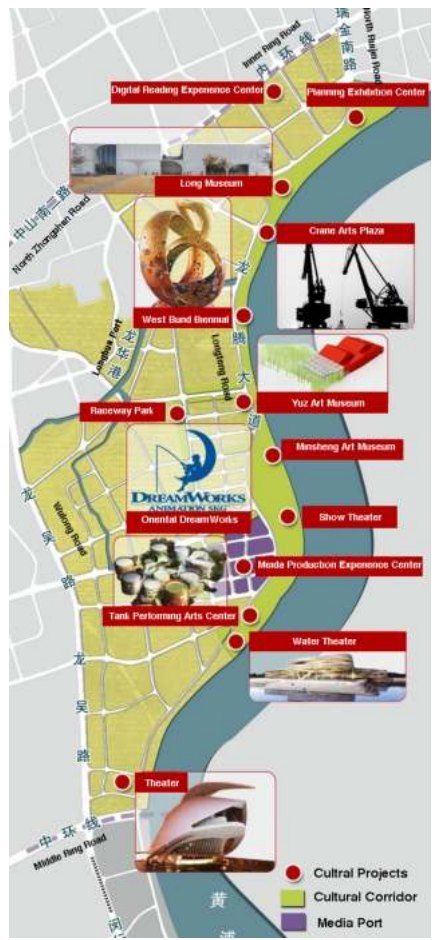 Inner Ring Road
内环线
瑞金南路
North Ruijin Road
Digital Reading Experience Center
Planning Exhibition Center
Long Museum
中山南二路
North Zhongshan Road
Crane Arts Plaza
West Bund Biennial
龙腾大道
Longteng Road
Longhua Port
龙华港
Yuz Art Museum
Raceway Park
Minsheng Art Museum
DREAMWORKS
ANIMATION SKG
Oriental DreamWorks
龙吴路
Wulong Road
Show Theater
Meida Production Experience Center
Tank Performing Arts Center
Water Theater
龙吴路
Theater
中环线
Middle Ring Road
Cultral Projects
Cultural Corridor
Media Port
黄浦